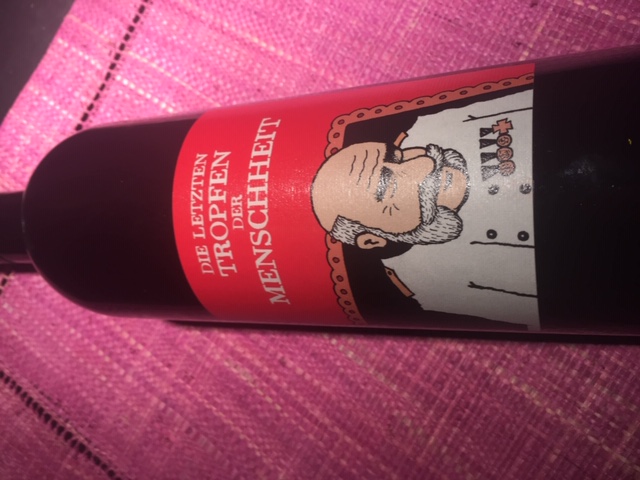 DIE LETZTEN
TROPFEN
DER
MENSCHHEIT